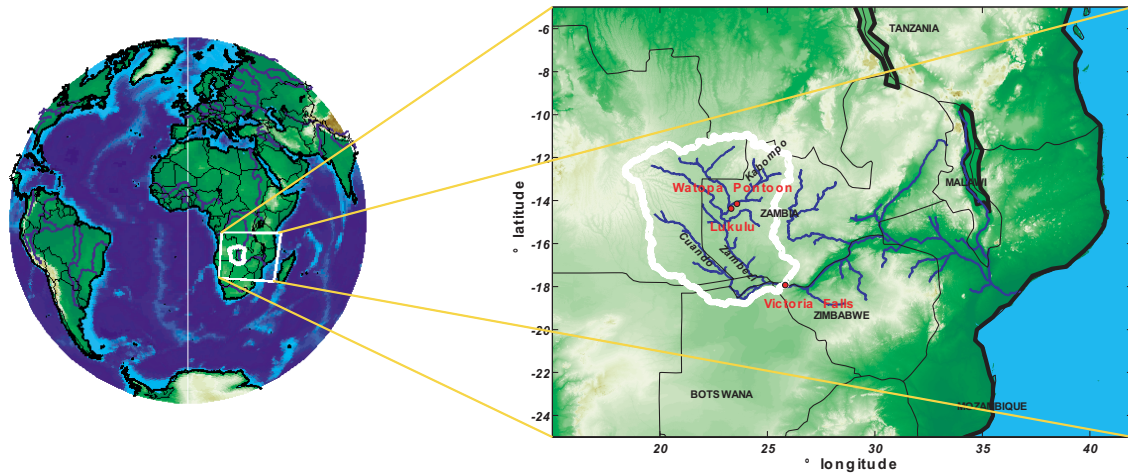 -6
TANZANIA
-8
-10
-12
Kabompo
Watopa Pontoon
MALAWI
-14
ZAMBIA
Lukulu
° latitude
-16
Cuando
Zambezi
-18
Victoria Falls
ZIMBABWE
-20
-22
BOTSWANA
MOZAMBIQUE
-24
20 25 30 35 40
° longitude